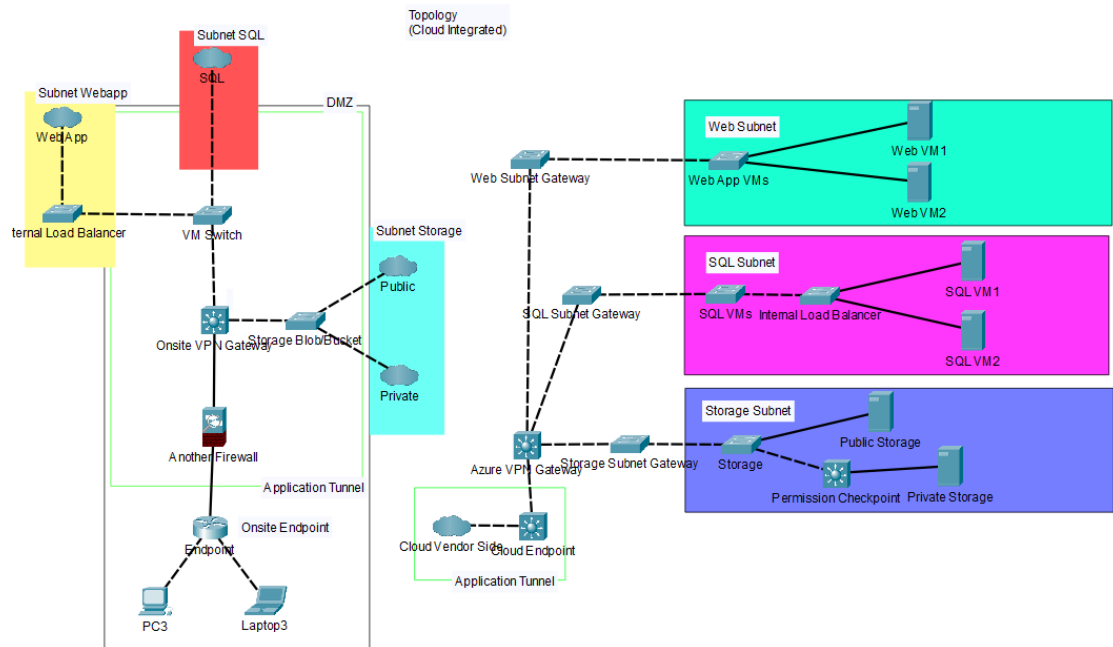 Topology
(Cloud Integrated)
Subnet SQL
SQL
Subnet Webapp
Web App
DMZ
ternal Load Balancer
VM Switch
Subnet Storage
Public
Onsite VPN Gateway
Storage Blob/Bucket
Private
Another Firewall
Application Tunnel
Onsite Endpoint
Endpoint
PC3
Laptop3
Web Subnet
Web VM1
Web Subnet Gateway
Web App VMs
Web VM2
SQL Subnet
SQL VM1
SQL Subnet Gateway
SQL VMs
Internal Load Balancer
SQL VM2
Storage Subnet
Public Storage
Azure VPN Gateway
Storage Subnet Gateway
Storage
Permission Checkpoint
Private Storage
Cloud Vendor Side
Cloud Endpoint
Application Tunnel